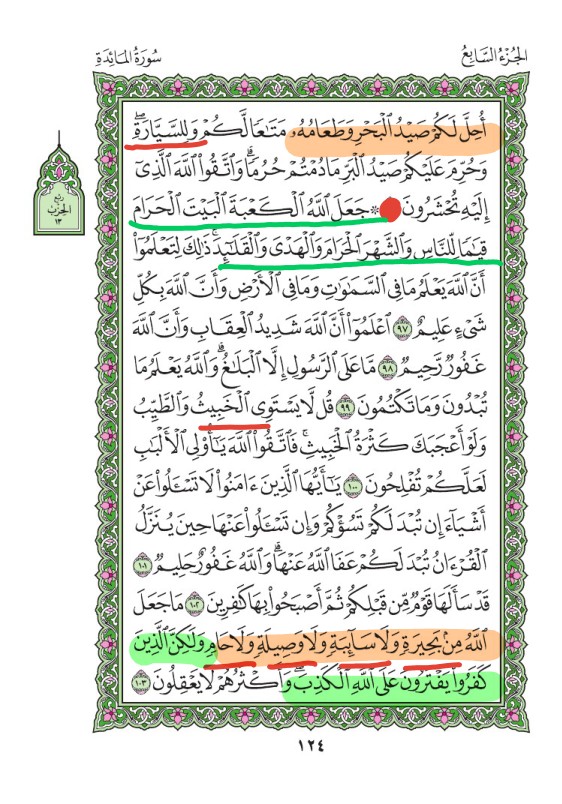 الجُزْءُ السَّابِعُ
سُورَةُ المَائِدَةِ
أُحِلَّ لَكُمْ صَيْدُ ٱلْبَحْرِ وَطَعَامُهُۥ مَتَٰعًا لَّكُمْ وَلِلسَّيَّارَةِۖ
وَحُرِّمَ عَلَيْكُمْ صَيْدُ ٱلْبَرِّ مَا دُمْتُمْ حُرُمًاۗ وَٱتَّقُوا۟ ٱللَّهَ ٱلَّذِىٓ
إِلَيْهِ تُحْشَرُونَ ۞ جَعَلَ ٱللَّهُ ٱلْكَعْبَةَ ٱلْبَيْتَ ٱلْحَرَامَ
قِيَٰمًا لِّلنَّاسِ وَٱلشَّهْرَ ٱلْحَرَامَ وَٱلْهَدْىَ وَٱلْقَلَٰٓئِدَۚ ذَٰلِكَ لِتَعْلَمُوٓا۟
أَنَّ ٱللَّهَ يَعْلَمُ مَا فِى ٱلسَّمَٰوَٰتِ وَمَا فِى ٱلْأَرْضِ وَأَنَّ ٱللَّهَ بِكُلِّ
شَىْءٍ عَلِيمٌ ٩٧ ٱعْلَمُوٓا۟ أَنَّ ٱللَّهَ شَدِيدُ ٱلْعِقَابِ وَأَنَّ ٱللَّهَ
غَفُورٌ رَّحِيمٌ ٩٨ مَّا عَلَى ٱلرَّسُولِ إِلَّا ٱلْبَلَٰغُۗ وَٱللَّهُ يَعْلَمُ مَا
تُبْدُونَ وَمَا تَكْتُمُونَ ٩٩ قُل لَّا يَسْتَوِى ٱلْخَبِيثُ وَٱلطَّيِّبُ
وَلَوْ أَعْجَبَكَ كَثْرَةُ ٱلْخَبِيثِۚ فَٱتَّقُوا۟ ٱللَّهَ يَٰٓأُو۟لِى ٱلْأَلْبَٰبِ
لَعَلَّكُمْ تُفْلِحُونَ ١٠٠ يَٰٓأَيُّهَا ٱلَّذِينَ ءَامَنُوا۟ لَا تَسْـَٔلُوا۟ عَنْ
أَشْيَآءَ إِن تُبْدَ لَكُمْ تَسُؤْكُمْ وَإِن تَسْـَٔلُوا۟ عَنْهَا حِينَ يُنَزَّلُ
ٱلْقُرْءَانُ تُبْدَ لَكُمْ عَفَا ٱللَّهُ عَنْهَاۗ وَٱللَّهُ غَفُورٌ حَلِيمٌ ١٠١
قَدْ سَأَلَهَا قَوْمٌ مِّن قَبْلِكُمْ ثُمَّ أَصْبَحُوا۟ بِهَا كَٰفِرِينَ ١٠٢ مَا جَعَلَ
ٱللَّهُ مِنۢ بَحِيرَةٍ وَلَا سَآئِبَةٍ وَلَا وَصِيلَةٍ وَلَا حَامٍ وَلَٰكِنَّ ٱلَّذِينَ
كَفَرُوا۟ يَفْتَرُونَ عَلَى ٱللَّهِ ٱلْكَذِبَۖ وَأَكْثَرُهُمْ لَا يَعْقِلُونَ ١٠٣
رُبْع
الحِزْب
١٣
١٢٤